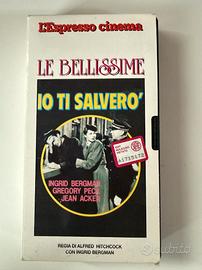 L'Espresso cinema
LE BELLISSIME
IO TI SALVERO'
INGRID BERGMAN
GREGORY PECK
JEAN ACKER
REGIA DI ALFRED HITCHCOCK
CON INGRID BERGMAN
subito